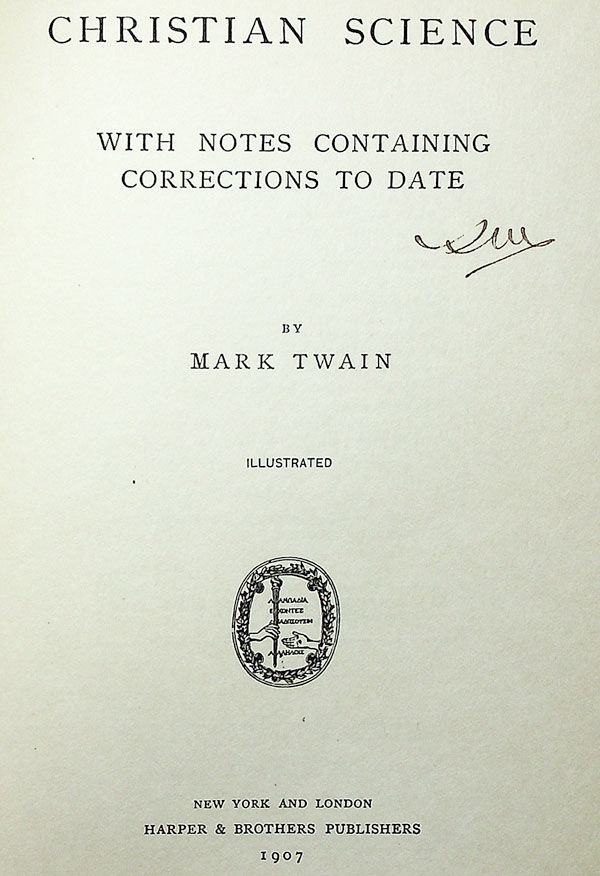 CHRISTIAN SCIENCE
WITH NOTES CONTAINING
CORRECTIONS TO DATE
BY
MARK TWAIN
ILLUSTRATED
NEW YORK AND LONDON
HARPER & BROTHERS PUBLISHERS
1907